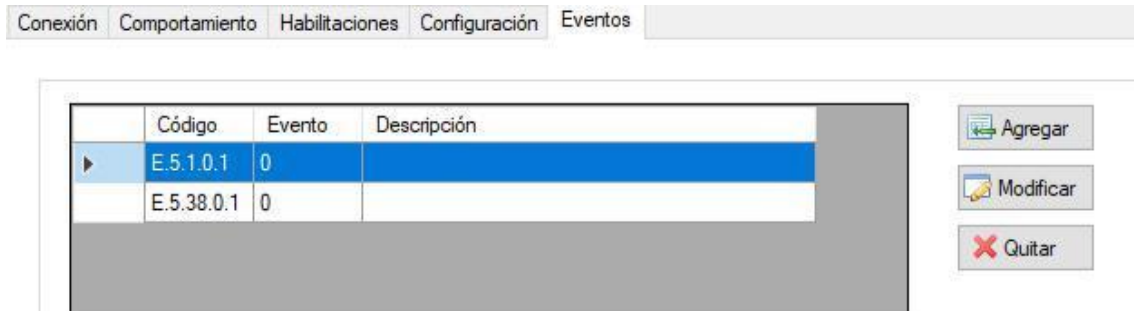 Conexión Comportamiento Habilitaciones Configuración Eventos
Código Evento Descripción
E.5.1.0.1 0
E.5.38.0.1 0
Agregar
Modificar
Quitar